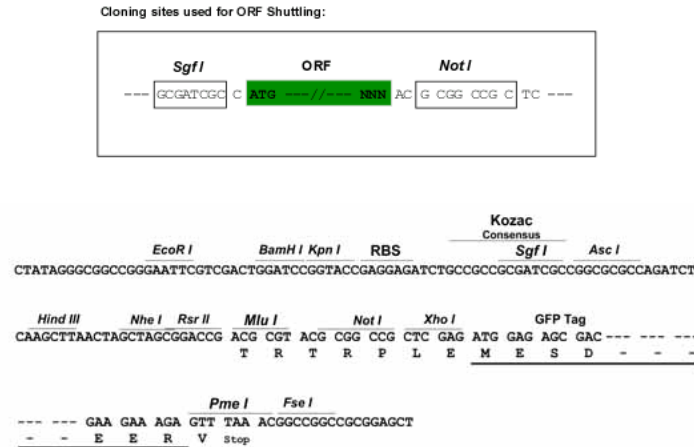 Cloning sites used for ORF Shuttling:
Sgf I ORF Not I
--- GCGATCGC C ATG ---//--- NNN AC G CGG CCG C TC ---
Kozac
Consensus
EcoR I BamH I Kpn I RBS Sgf I Asc I
CTATAGGGCGGCCGGGAATTCGTCGACTGGATCCGGTACCGAGGAGATCTGCCGCCGCGATCGCCGGCGCGCCAGATCT
Hind III Nhe I Rsr II Mlu I Not I Xho I GFP Tag
CAAGCTTAACTAGCTAGCGGACCG ACG CGT ACG CGG CCG CTC GAG ATG GAG AGC GAC --- --- ---
T R T R P L E M E S D - - -
Pme I Fse I
--- --- GAA GAA AGA GTT TAA ACGGCCGGCCGCGGAGCT
- - E E R V Stop